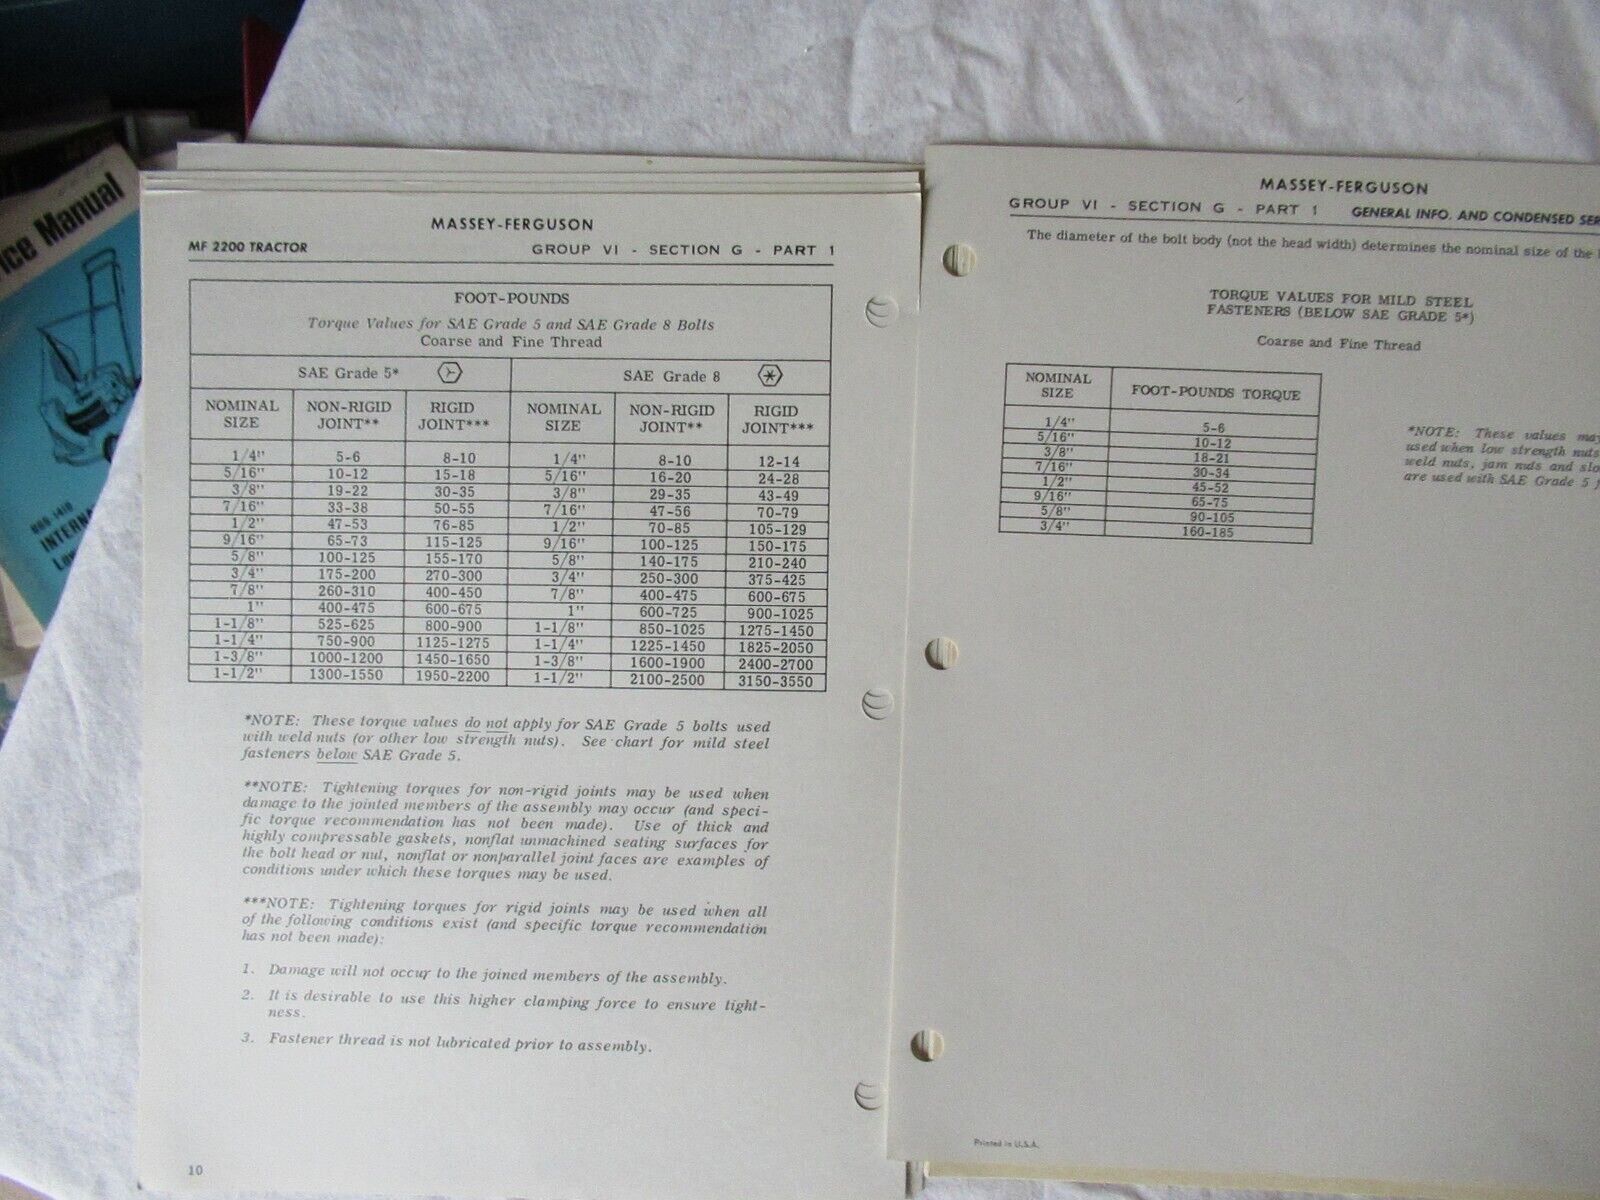 ice Manual
INTERNA
MASSEY-FERGUSON
MF 2200 TRACTOR GROUP VI - SECTION G - PART 1
FOOT-POUNDS
Torque Values for SAE Grade 5 and SAE Grade 8 Bolts
Coarse and Fine Thread
SAE Grade 5* SAE Grade 8
NOMINAL NON-RIGID RIGID NOMINAL NON-RIGID RIGID
SIZE JOINT** JOINT*** SIZE JOINT** JOINT***
1/4" 5-6 8-10 1/4" 8-10 12-14
5/16" 10-12 15-18 5/16" 16-20 24-28
3/8" 19-22 30-35 3/8" 29-35 43-49
7/16" 33-38 50-55 7/16" 47-56 70-79
1/2" 47-53 76-85 1/2" 70-85 105-129
9/16" 65-73 115-125 9/16" 100-125 150-175
5/8" 100-125 155-170 5/8" 140-175 210-240
3/4" 175-200 270-300 3/4" 250-300 375-425
7/8" 260-310 400-450 7/8" 400-475 600-675
1" 400-475 600-675 1" 600-725 900-1025
1-1/8" 525-625 800-900 1-1/8" 850-1025 1275-1450
1-1/4" 750-900 1125-1275 1-1/4" 1225-1450 1825-2050
1-3/8" 1000-1200 1450-1650 1-3/8" 1600-1900 2400-2700
1-1/2" 1300-1550 1950-2200 1-1/2" 2100-2500 3150-3550
*NOTE: These torque values do not apply for SAE Grade 5 bolts used
with weld nuts (or other low strength nuts). See chart for mild steel
fasteners below SAE Grade 5.
**NOTE: Tightening torques for non-rigid joints may be used when
damage to the jointed members of the assembly may occur (and speci-
fic torque recommendation has not been made). Use of thick and
highly compressable gaskets, nonflat unmachined seating surfaces for
the bolt head or nut, nonflat or nonparallel joint faces are examples of
conditions under which these torques may be used.
***NOTE: Tightening torques for rigid joints may be used when all
of the following conditions exist (and specific torque recommendation
has not been made):
1. Damage will not occur to the joined members of the assembly.
2. It is desirable to use this higher clamping force to ensure tight-
ness.
3. Fastener thread is not lubricated prior to assembly.
10
MASSEY-FERGUSON
GROUP VI - SECTION G - PART 1 GENERAL INFO. AND CONDENSED SER
The diameter of the bolt body (not the head width) determines the nominal size of the
TORQUE VALUES FOR MILD STEEL
FASTENERS (BELOW SAE GRADE 5*)
Coarse and Fine Thread
NOMINAL
SIZE FOOT-POUNDS TORQUE
1/4" 5-6
5/16" 10-12
3/8" 18-21
7/16" 30-34
1/2" 45-52
9/16" 65-75
5/8" 90-105
3/4" 160-185
*NOTE: These values may
used when low strength nuts
weld nuts, jam nuts and slo
are used with SAE Grade 5 f
Printed in U.S.A.